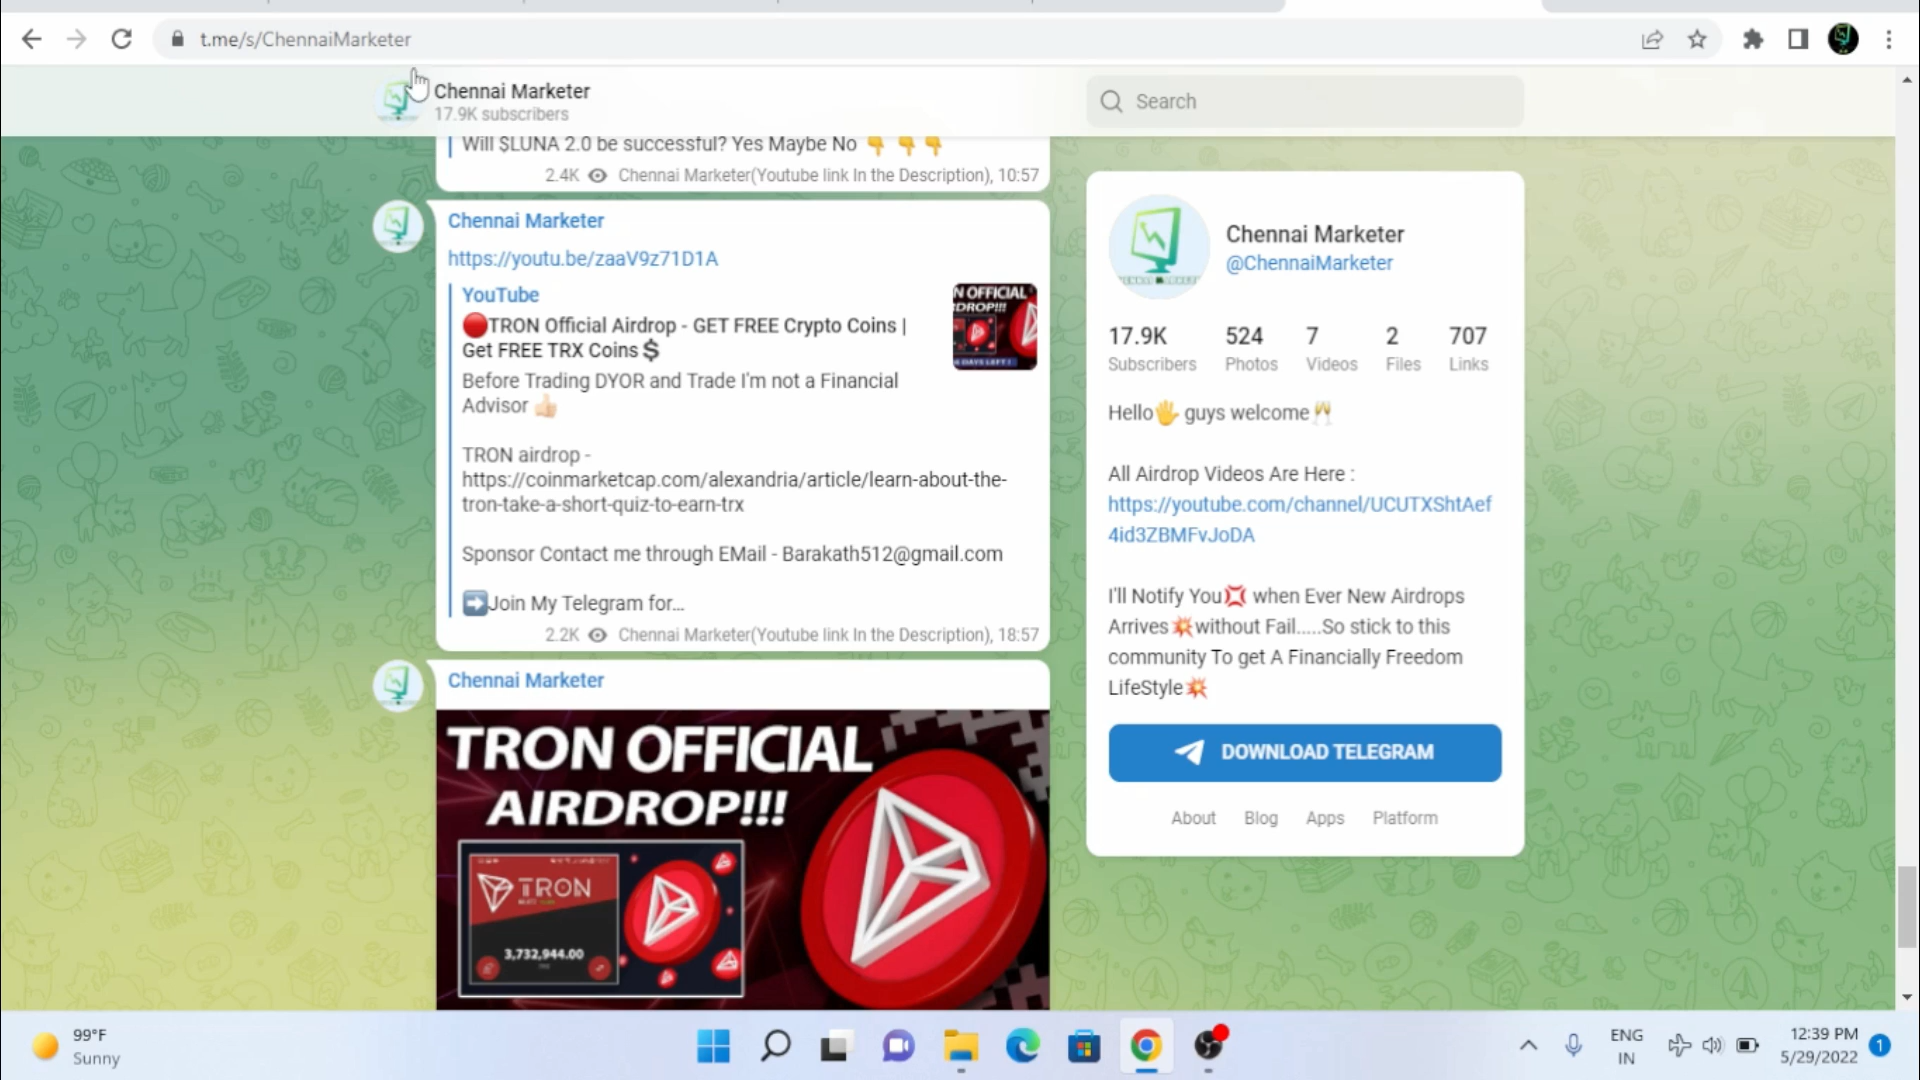 t.me/s/ChennaiMarketer
Chennai Marketer
17.9K subscribers
Search
Will $LUNA 2.0 be successful? Yes Maybe No 👇 👇 👇
2.4K Chennai Marketer(Youtube link In the Description), 10:57
Chennai Marketer
https://youtu.be/zaaV9z71D1A
YouTube
🔴TRON Official Airdrop - GET FREE Crypto Coins |
Get FREE TRX Coins💲
Before Trading DYOR and Trade I'm not a Financial
Advisor 👍🏻
TRON airdrop -
https://coinmarketcap.com/alexandria/article/learn-about-the-
tron-take-a-short-quiz-to-earn-trx
Sponsor Contact me through EMail - Barakath512@gmail.com
➡️Join My Telegram for...
2.2K Chennai Marketer(Youtube link In the Description), 18:57
N OFFICIAL
IRDROP!!!
DAYS LEFT !
Chennai Marketer
TRON OFFICIAL
AIRDROP!!!
TRON
3,732,944.00
Chennai Marketer
@ChennaiMarketer
17.9K 524 7 2 707
Subscribers Photos Videos Files Links
Hello🖐 guys welcome🥂
All Airdrop Videos Are Here :
https://youtube.com/channel/UCUTXShtAef
4id3ZBMFvJoDA
I'll Notify You💢 when Ever New Airdrops
Arrives💥without Fail.....So stick to this
community To get A Financially Freedom
LifeStyle💥
DOWNLOAD TELEGRAM
About Blog Apps Platform
99°F
Sunny
ENG
IN
12:39 PM
5/29/2022
1